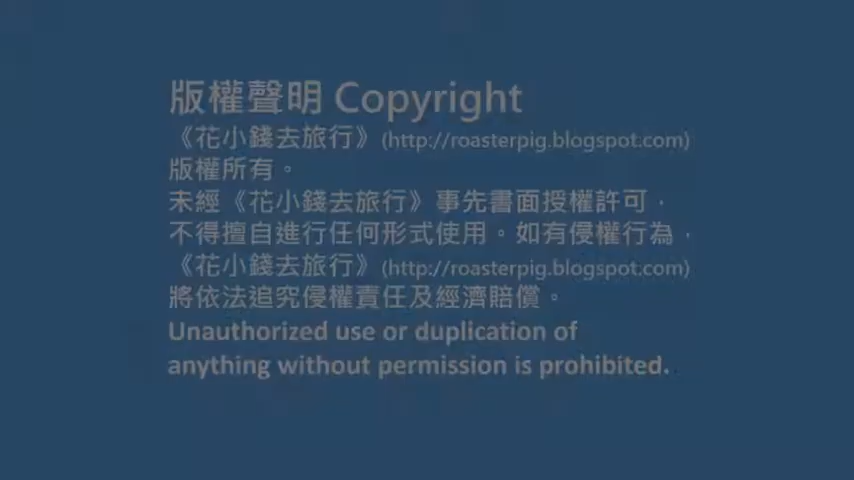 版權聲明 Copyright
《花小錢去旅行》(http://roasterpig.blogspot.com)
版權所有。
未經《花小錢去旅行》事先書面授權許可，
不得擅自進行任何形式使用。如有侵權行為，
《花小錢去旅行》(http://roasterpig.blogspot.com)
將依法追究侵權責任及經濟賠償。
Unauthorized use or duplication of
anything without permission is prohibited.